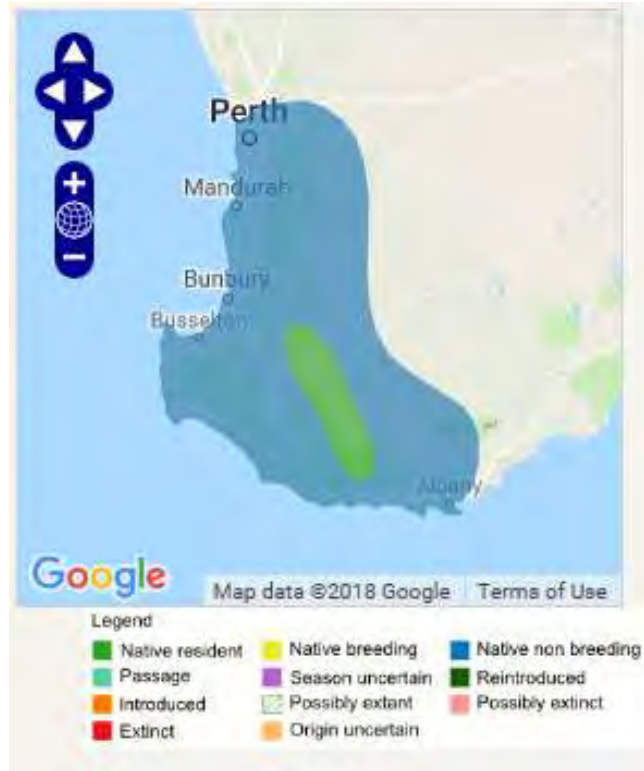 Perth
Mandurah
Bunbury
Busselton
Albany
Google
Map data ©2018 Google
Terms of Use
Legend
Native resident
Native breeding
Native non breeding
Passage
Season uncertain
Reintroduced
Introduced
Possibly extant
Possibly extinct
Extinct
Origin uncertain